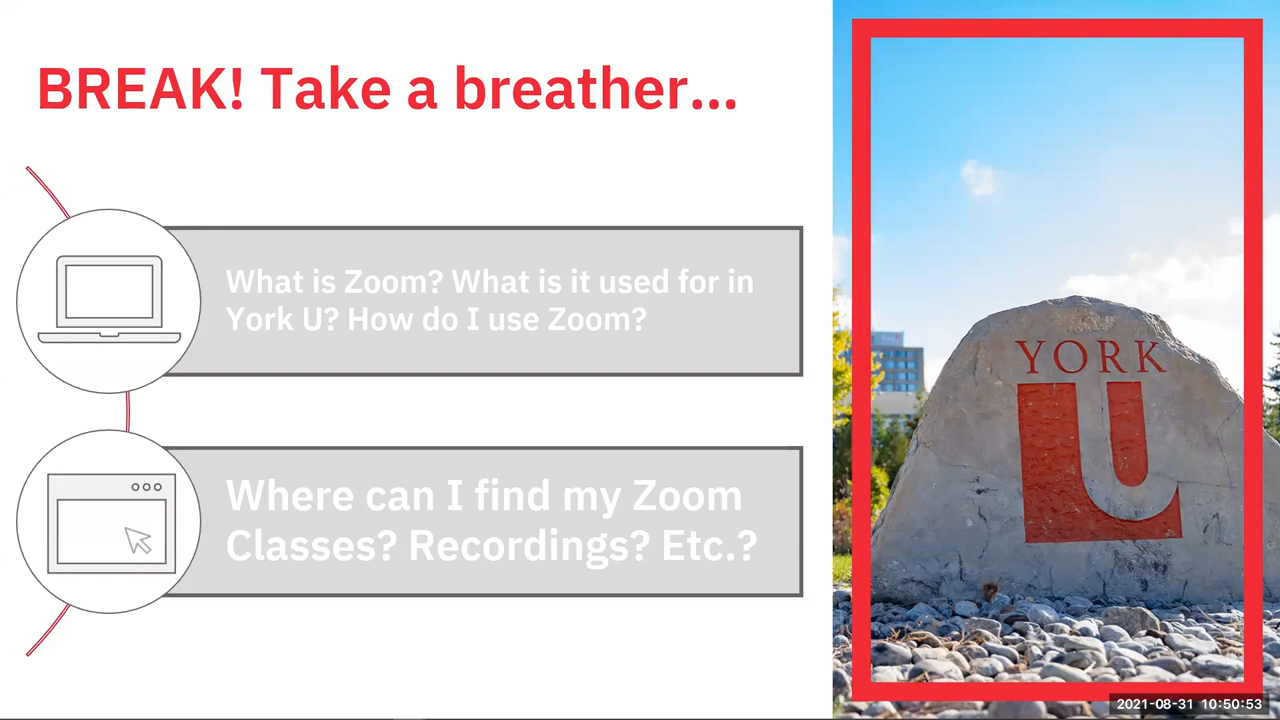 BREAK! Take a breather...
What is Zoom? What is it used for in
York U? How do I use Zoom?
Where can I find my Zoom
Classes? Recordings? Etc.?
YORK
U
2021-08-31 10:50:53